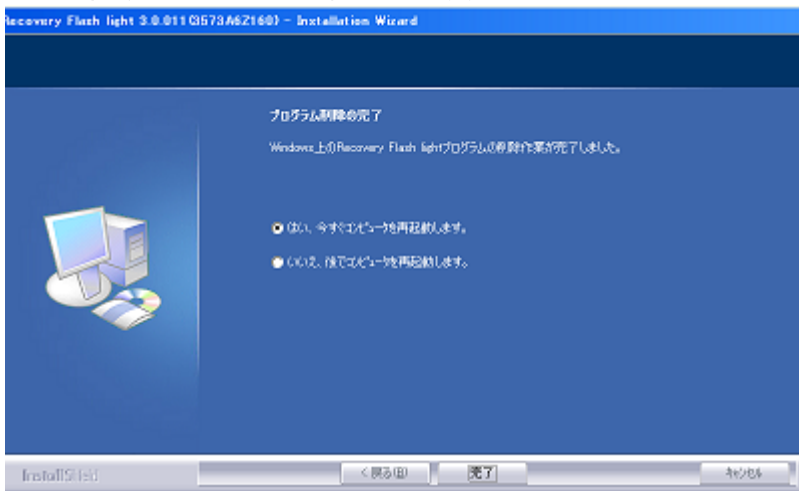 Recovery Flash light 3.0.011(3573A6Z160) - Installation Wizard
プログラム削除の完了
Windows上のRecovery Flash lightプログラムの削除作業が完了しました。
はい、今すぐコンピュータを再起動します。
いいえ、後でコンピュータを再起動します。
InstallShield
< 戻る(B)
完了
キャンセル